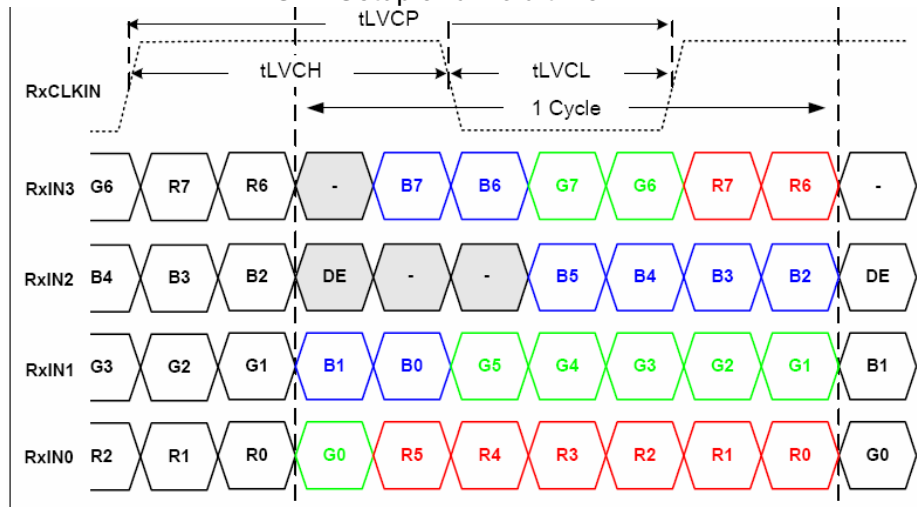 tLVCP
tLVCH tLVCL
RxCLKIN
1 Cycle
RxIN3 G6 R7 R6 - B7 B6 G7 G6 R7 R6 -
RxIN2 B4 B3 B2 DE - - B5 B4 B3 B2 DE
RxIN1 G3 G2 G1 B1 B0 G5 G4 G3 G2 G1 B1
RxIN0 R2 R1 R0 G0 R5 R4 R3 R2 R1 R0 G0